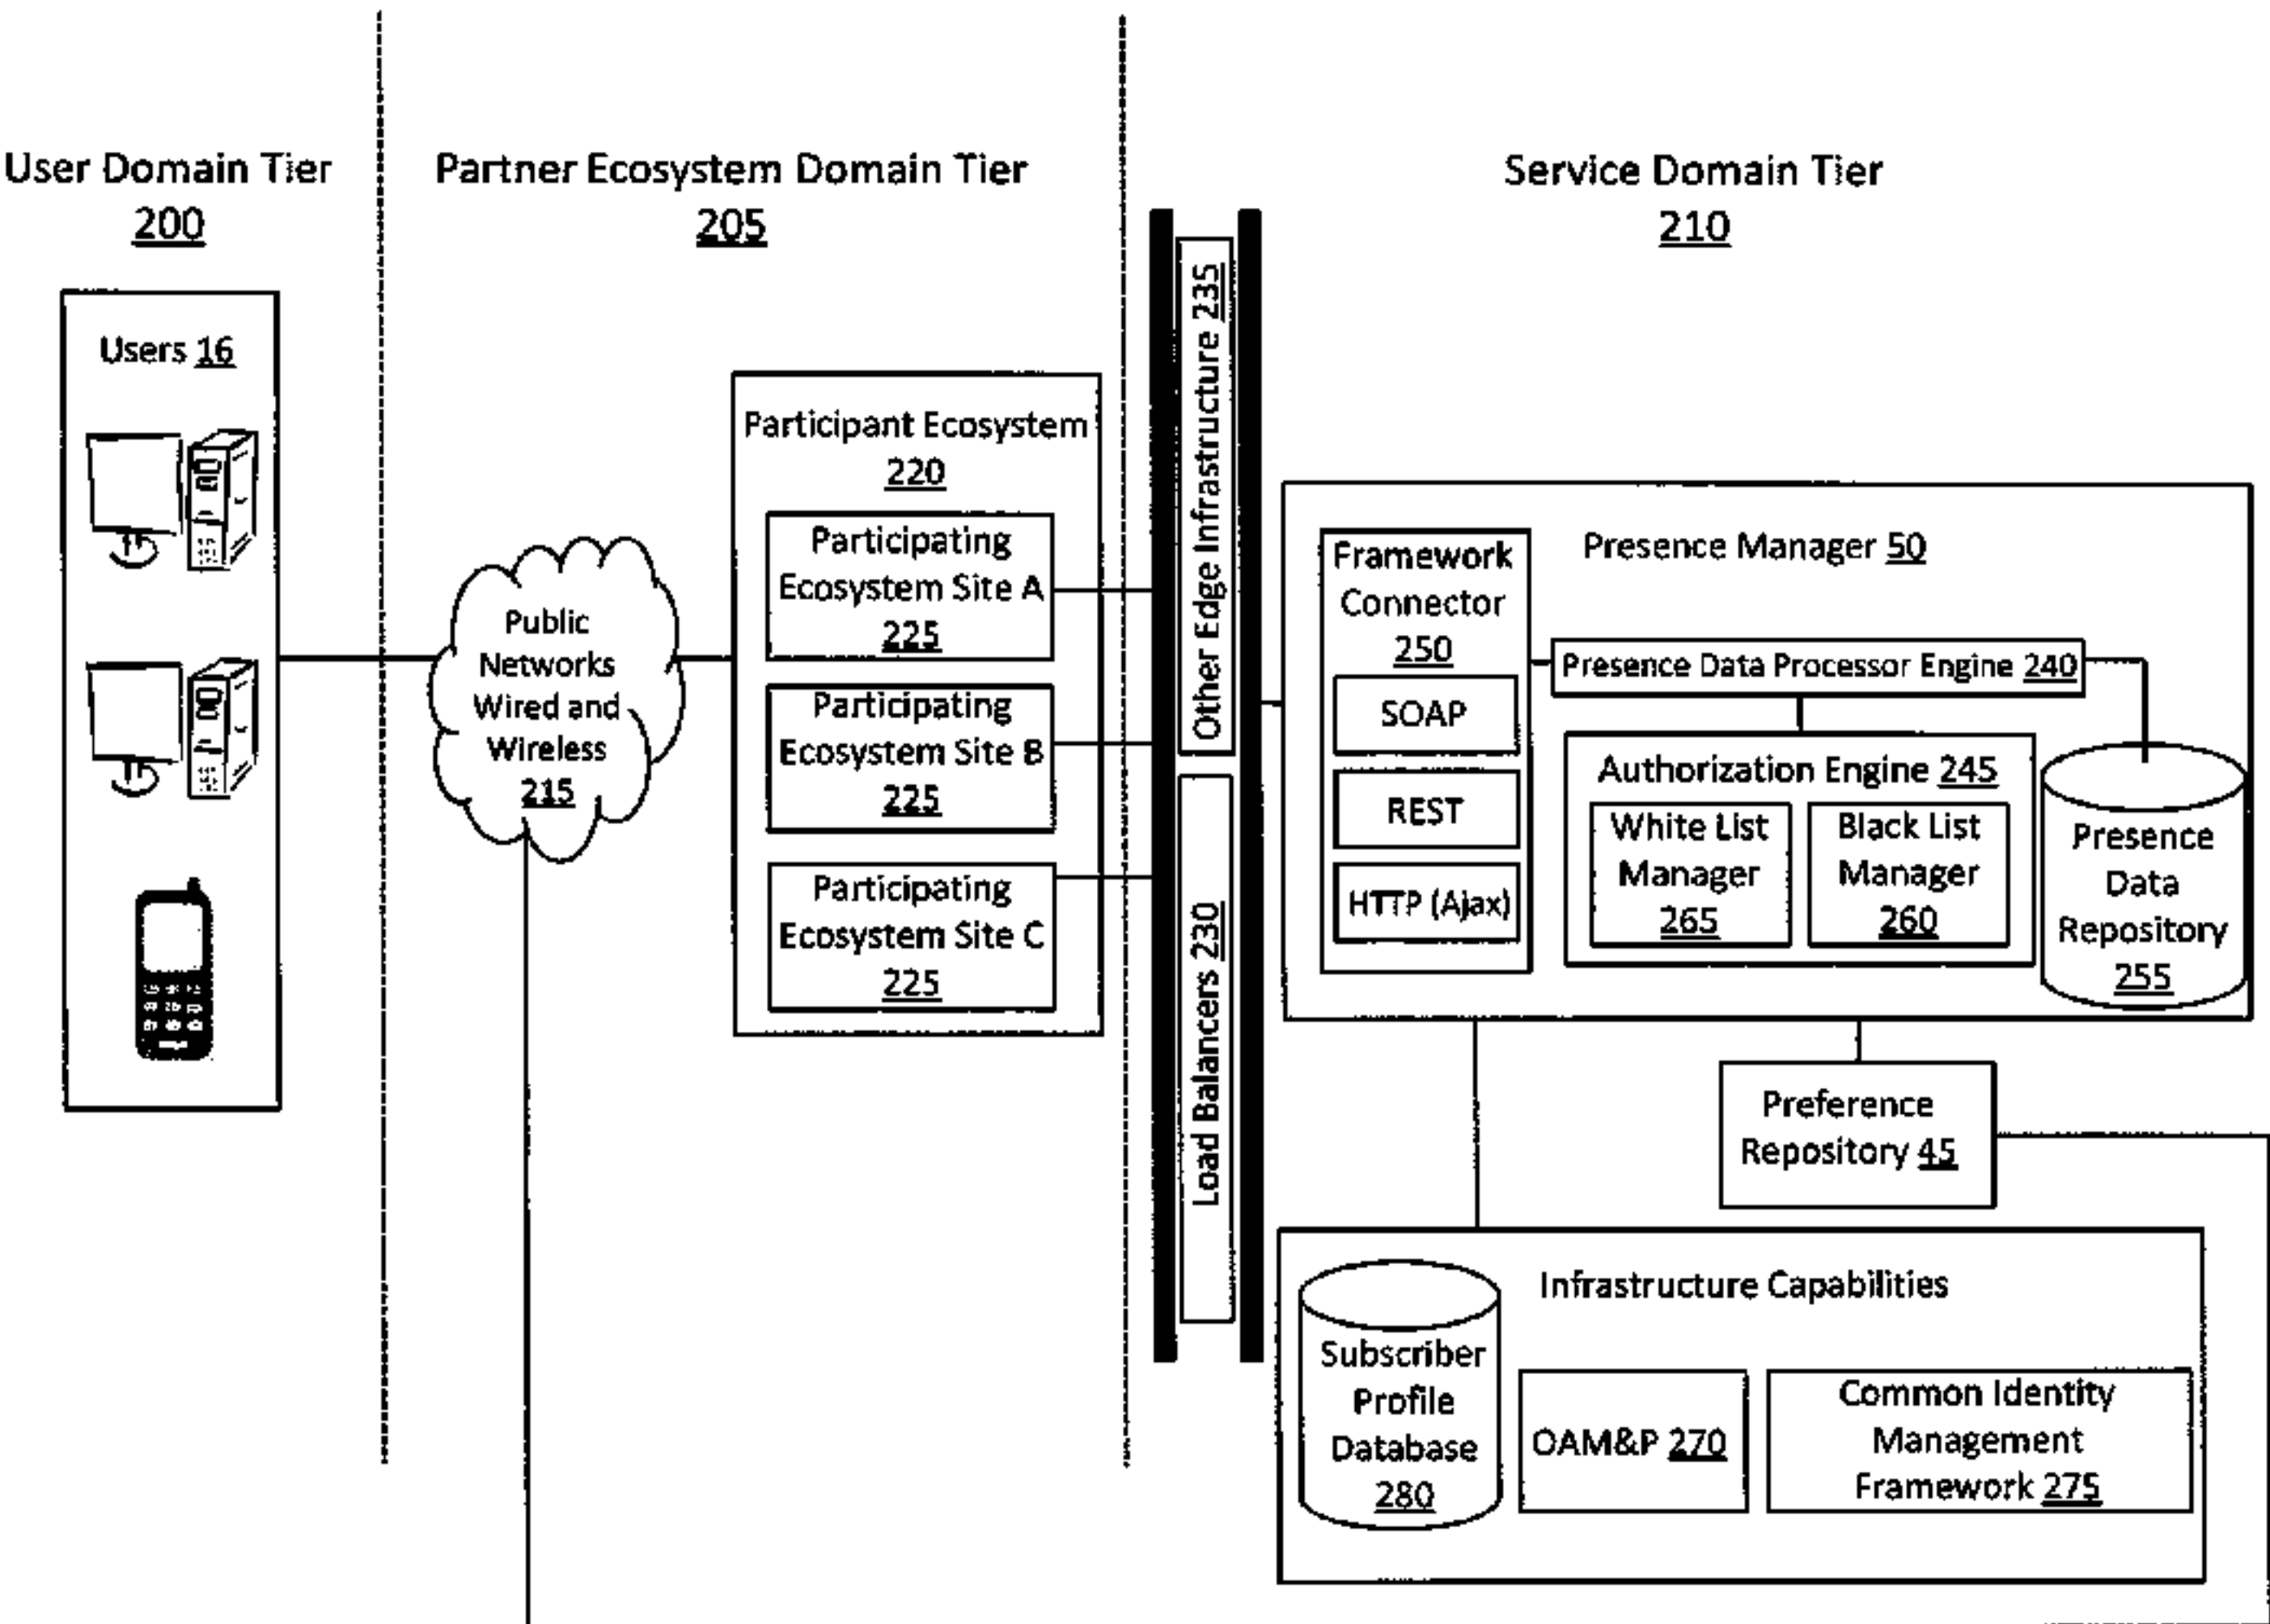 User Domain Tier
200
Partner Ecosystem Domain Tier
205
Service Domain Tier
210
Users 16
Public
Networks
Wired and
Wireless
215
Participant Ecosystem
220
Participating
Ecosystem Site A
225
Participating
Ecosystem Site B
225
Participating
Ecosystem Site C
225
Other Edge Infrastructure 235
Load Balancers 230
Presence Manager 50
Framework
Connector
250
SOAP
REST
HTTP (Ajax)
Presence Data Processor Engine 240
Authorization Engine 245
White List
Manager
265
Black List
Manager
260
Presence
Data
Repository
255
Preference
Repository 45
Infrastructure Capabilities
Subscriber
Profile
Database
280
OAM&P 270
Common Identity
Management
Framework 275